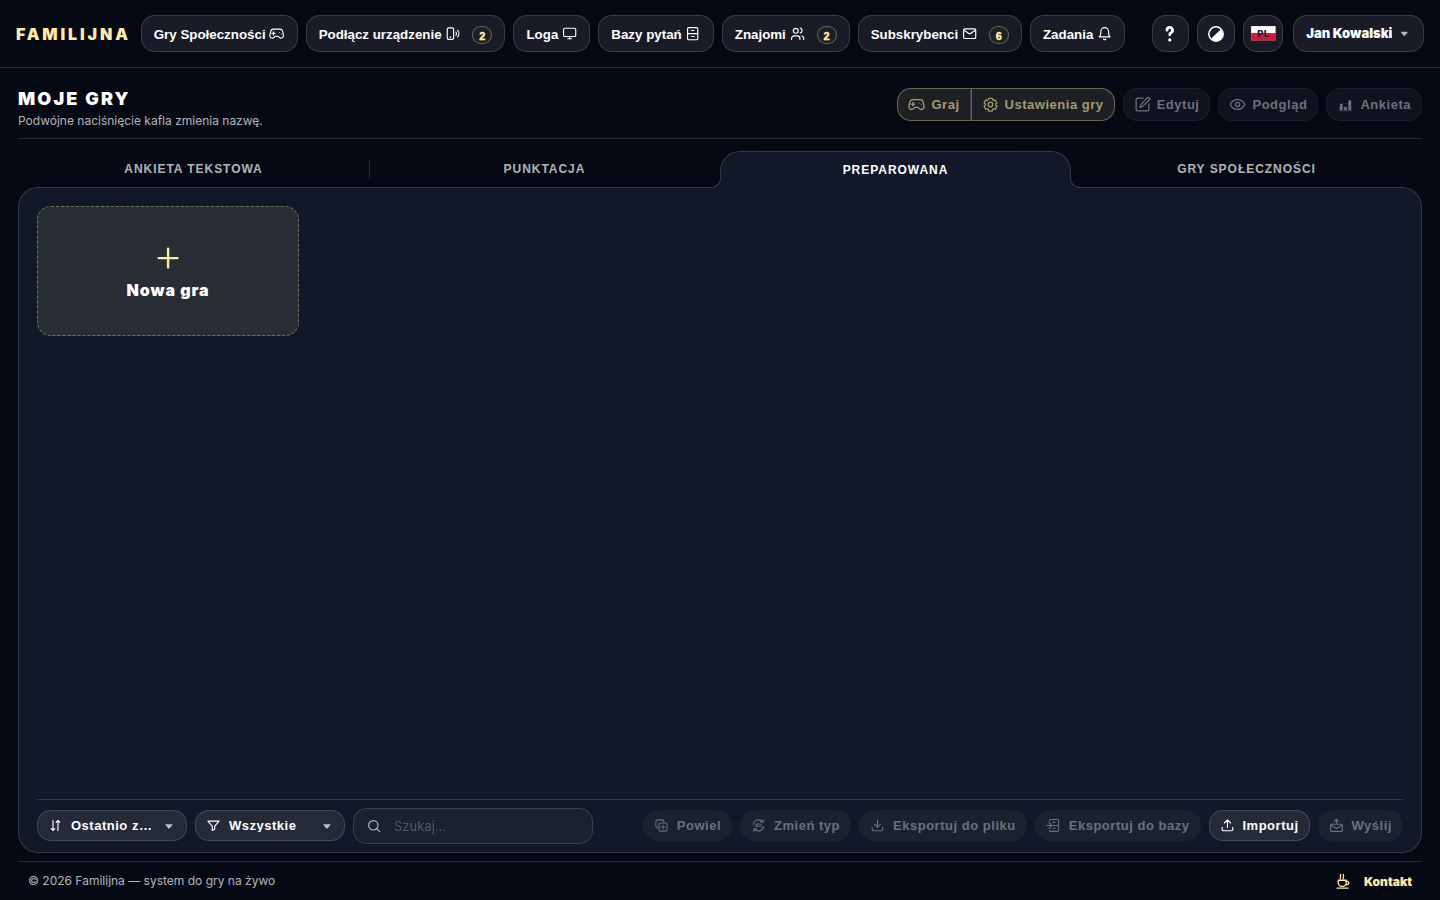 FAMILIJNA
Gry Społeczności
Podłącz urządzenie 2
Loga
Bazy pytań
Znajomi 2
Subskrybenci 6
Zadania
?
PL
Jan Kowalski
MOJE GRY
Podwójne naciśnięcie kafla zmienia nazwę.
Graj
Ustawienia gry
Edytuj
Podgląd
Ankieta
ANKIETA TEKSTOWA
PUNKTACJA
PREPAROWANA
GRY SPOŁECZNOŚCI
Nowa gra
Ostatnio z...
Wszystkie
Szukaj...
Powiel
Zmień typ
Eksportuj do pliku
Eksportuj do bazy
Importuj
Wyślij
© 2026 Familijna — system do gry na żywo
Kontakt